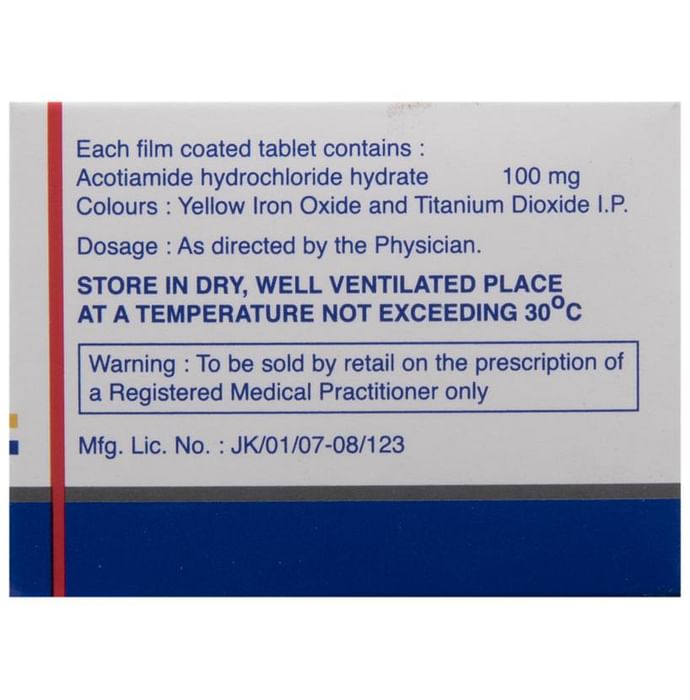 Each film coated tablet contains :
Acotiamide hydrochloride hydrate 100 mg
Colours : Yellow Iron Oxide and Titanium Dioxide I.P.
Dosage : As directed by the Physician.
STORE IN DRY, WELL VENTILATED PLACE
AT A TEMPERATURE NOT EXCEEDING 30°C
Warning : To be sold by retail on the prescription of
a Registered Medical Practitioner only
Mfg. Lic. No. : JK/01/07-08/123